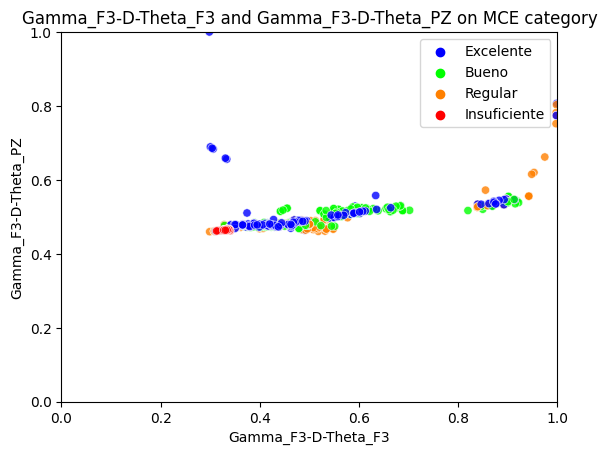 Gamma_F3-D-Theta_F3 and Gamma_F3-D-Theta_PZ on MCE category
Excelente
Bueno
Regular
Insuficiente
Gamma_F3-D-Theta_PZ
1.0
0.8
0.6
0.4
0.2
0.0
0.0 0.2 0.4 0.6 0.8 1.0
Gamma_F3-D-Theta_F3